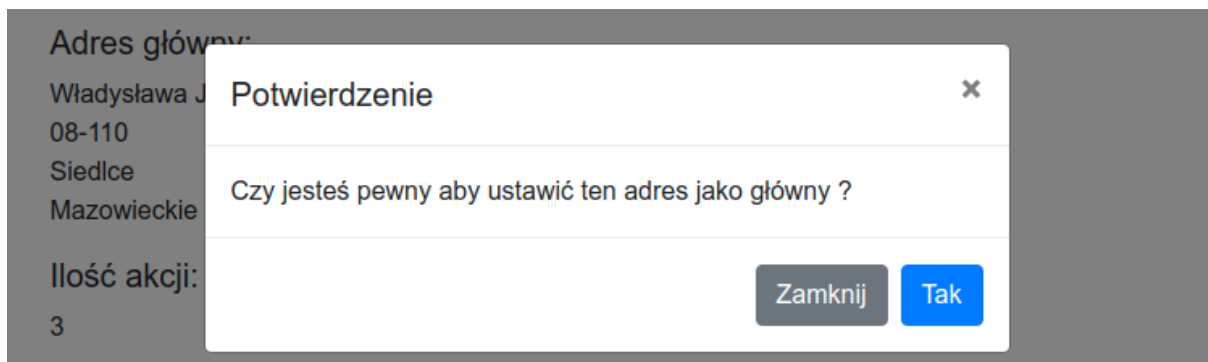 Adres główny:
Władysława J
08-110
Siedlce
Mazowieckie
Ilość akcji:
3
Potwierdzenie
×
Czy jesteś pewny aby ustawić ten adres jako główny ?
Zamknij
Tak